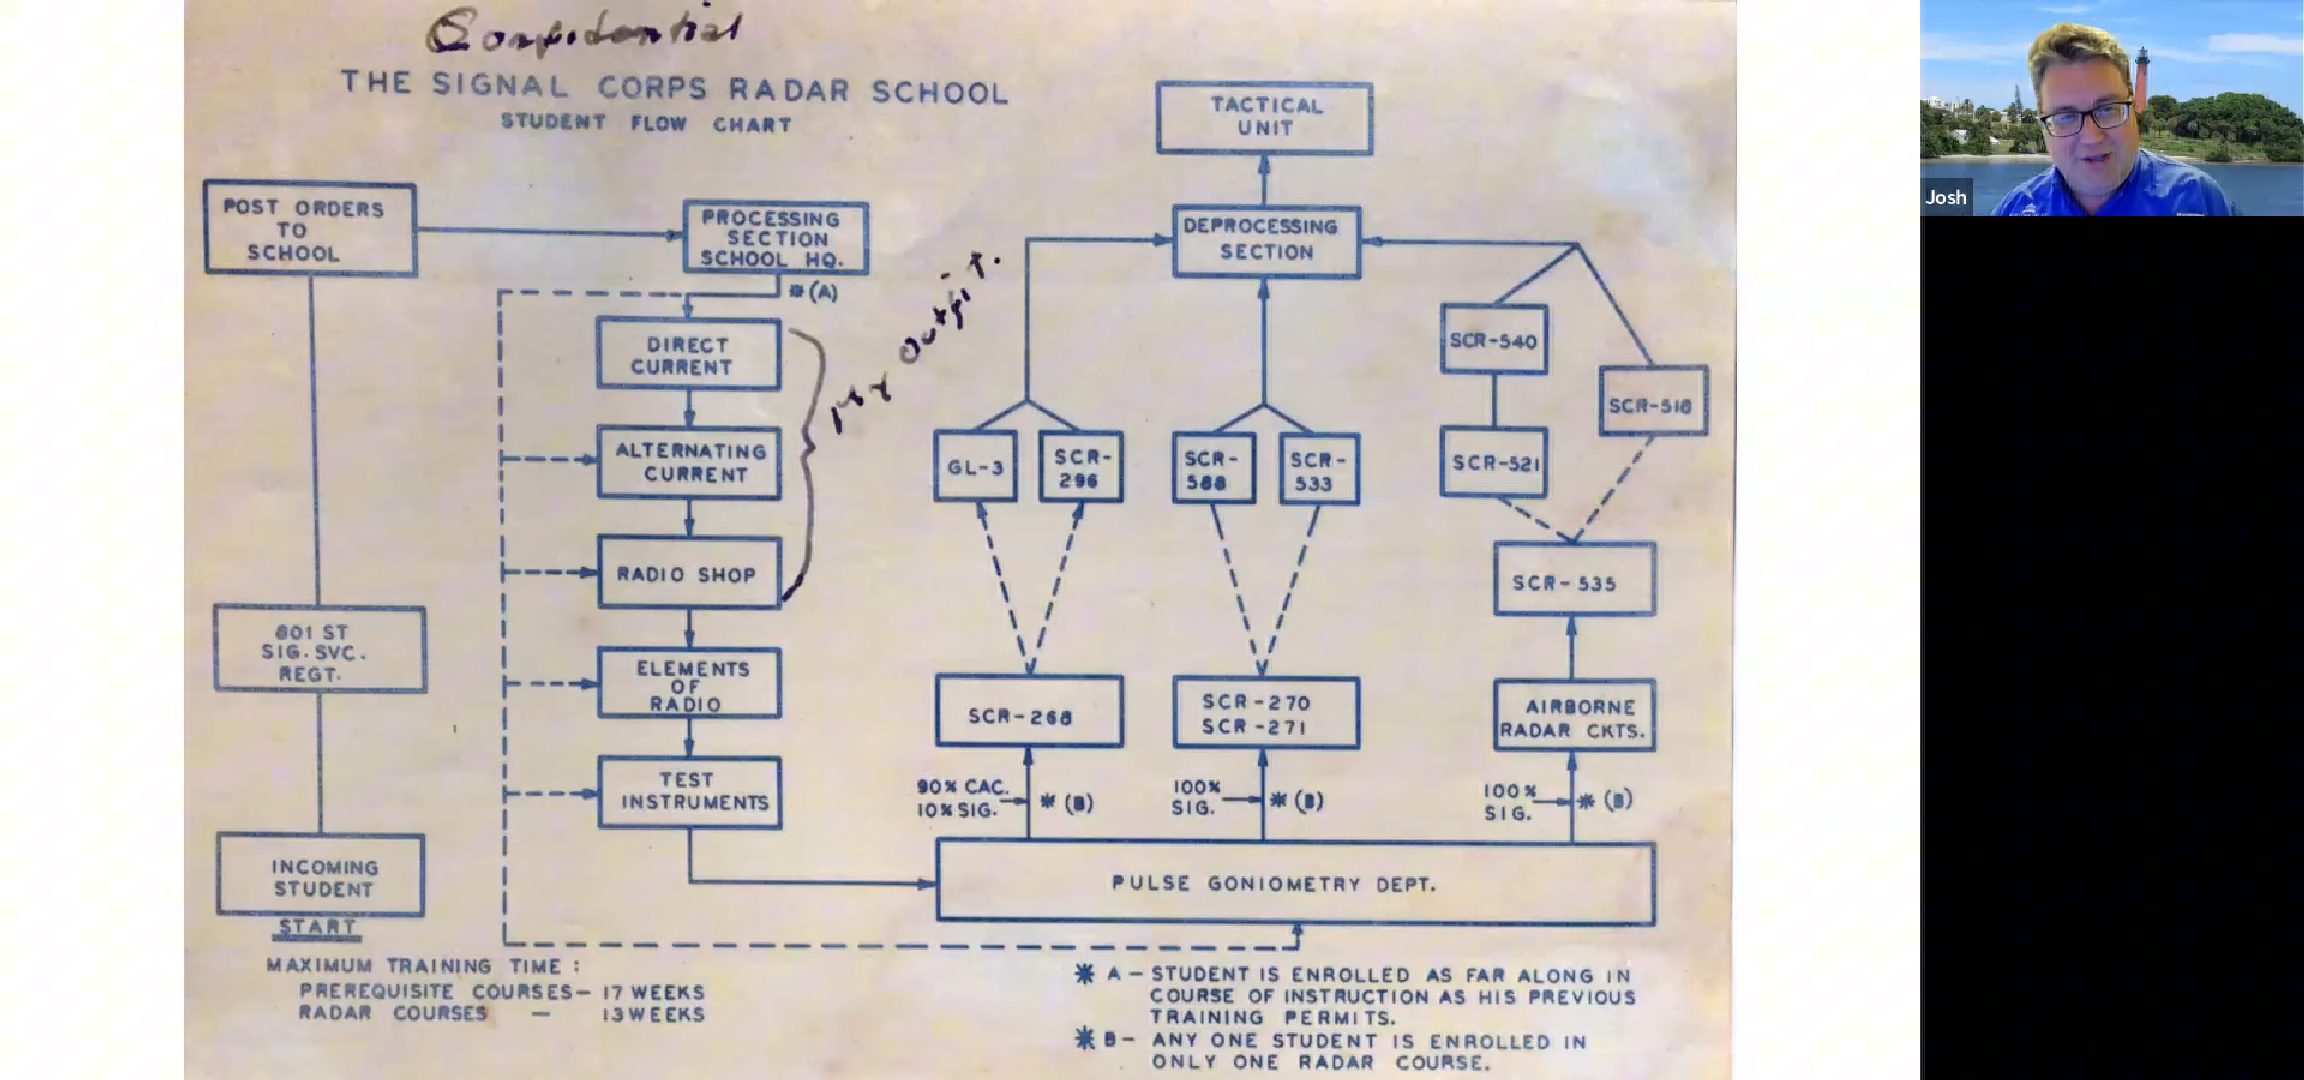 Confidential
THE SIGNAL CORPS RADAR SCHOOL
STUDENT FLOW CHART
POST ORDERS
TO
SCHOOL
PROCESSING
SECTION
SCHOOL HQ.
* (A)
DIRECT
CURRENT
ALTERNATING
CURRENT
RADIO SHOP
ELEMENTS
OF
RADIO
TEST
INSTRUMENTS
My outfit.
801 ST
SIG. SVC.
REGT.
INCOMING
STUDENT
START
MAXIMUM TRAINING TIME :
PREREQUISITE COURSES— 17 WEEKS
RADAR COURSES — 13 WEEKS
TACTICAL
UNIT
DEPROCESSING
SECTION
GL-3
SCR-
296
SCR-
588
SCR-
533
SCR-540
SCR-521
SCR-518
SCR-535
SCR-268
SCR-270
SCR-271
AIRBORNE
RADAR CKTS.
90% CAC.
10% SIG.
* (B)
100%
SIG.
* (B)
100%
SIG.
* (B)
PULSE GONIOMETRY DEPT.
* A — STUDENT IS ENROLLED AS FAR ALONG IN
COURSE OF INSTRUCTION AS HIS PREVIOUS
TRAINING PERMITS.
* B — ANY ONE STUDENT IS ENROLLED IN
ONLY ONE RADAR COURSE.
Josh